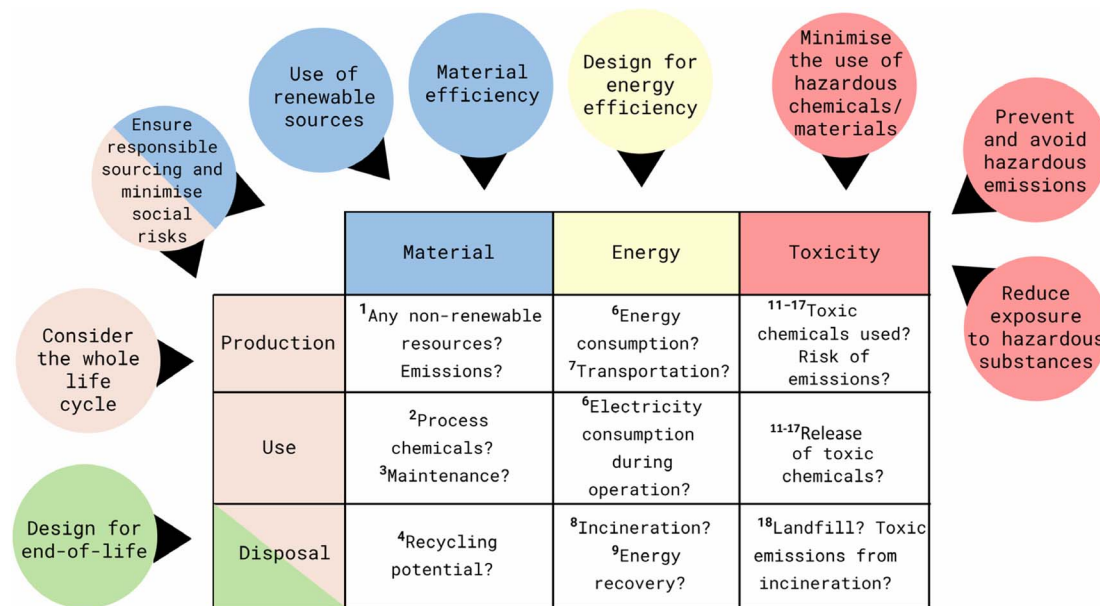 Use of
renewable
sources
Material
efficiency
Design for
energy
efficiency
Minimise
the use of
hazardous
chemicals/
materials
Prevent
and avoid
hazardous
emissions
Ensure
responsible
sourcing and
minimise
social
risks
Reduce
exposure
to hazardous
substances
Consider
the whole
life
cycle
Design for
end-of-life
Material
Energy
Toxicity
Production
¹Any non-renewable
resources?
Emissions?
⁶Energy
consumption?
⁷Transportation?
¹¹⁻¹⁷Toxic
chemicals used?
Risk of
emissions?
Use
²Process
chemicals?
³Maintenance?
⁶Electricity
consumption
during
operation?
¹¹⁻¹⁷Release
of toxic
chemicals?
Disposal
⁴Recycling
potential?
⁸Incineration?
⁹Energy
recovery?
¹⁸Landfill? Toxic
emissions from
incineration?